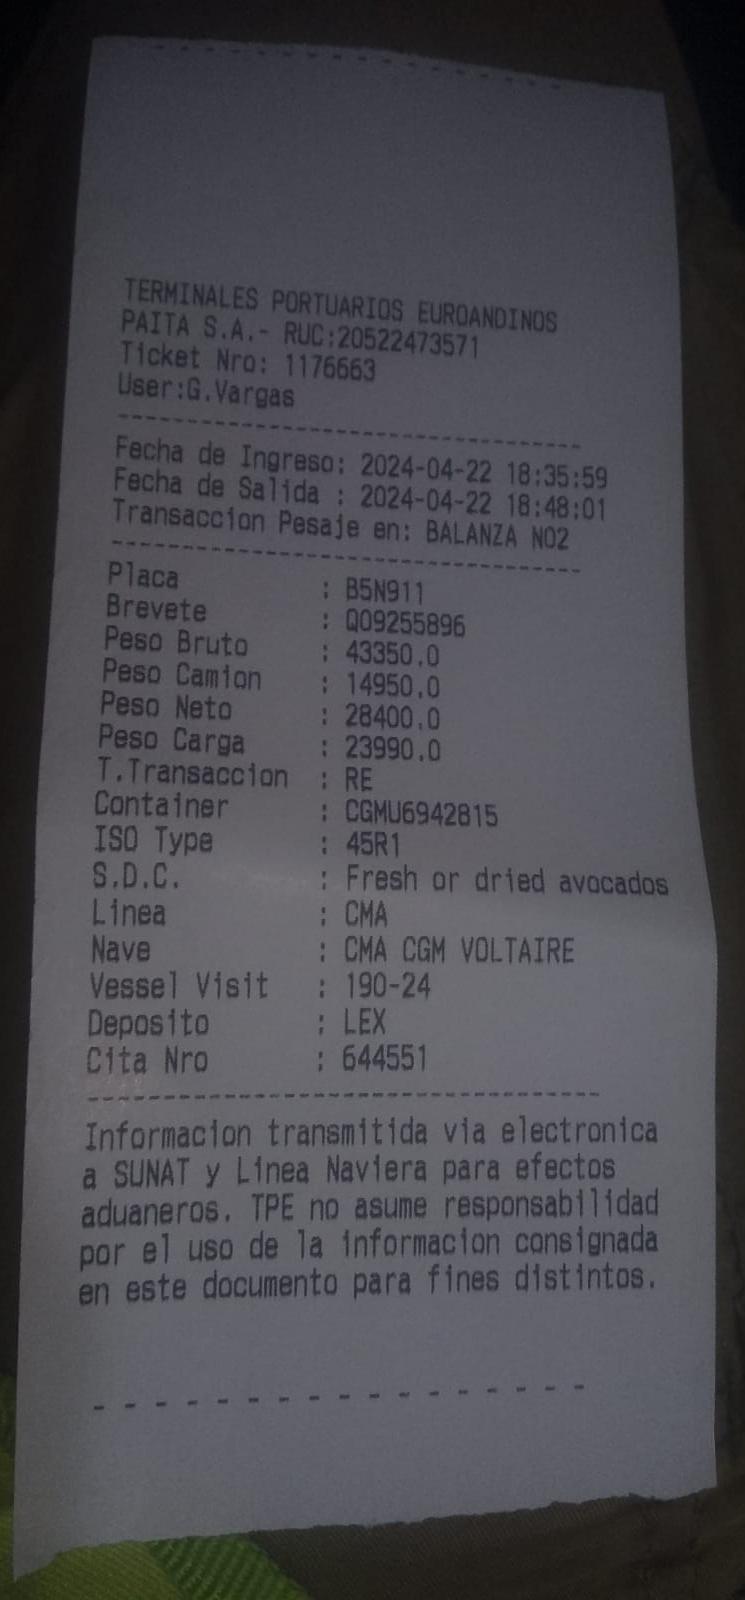 TERMINALES PORTUARIOS EUROANDINOS
PAITA S.A.- RUC:20522473571
Ticket Nro: 1176663
User:G.Vargas
--------------------------------
Fecha de Ingreso: 2024-04-22 18:35:59
Fecha de Salida : 2024-04-22 18:48:01
Transaccion Pesaje en: BALANZA NO2
--------------------------------
Placa : B5N911
Brevete : Q09255896
Peso Bruto : 43350.0
Peso Camion : 14950.0
Peso Neto : 28400.0
Peso Carga : 23990.0
T.Transaccion : RE
Container : CGMU6942815
ISO Type : 45R1
S.D.C. : Fresh or dried avocados
Linea : CMA
Nave : CMA CGM VOLTAIRE
Vessel Visit : 190-24
Deposito : LEX
Cita Nro : 644551
--------------------------------
Informacion transmitida via electronica
a SUNAT y Linea Naviera para efectos
aduaneros. TPE no asume responsabilidad
por el uso de la informacion consignada
en este documento para fines distintos.
- - - - - - - - - - - - - - - - -